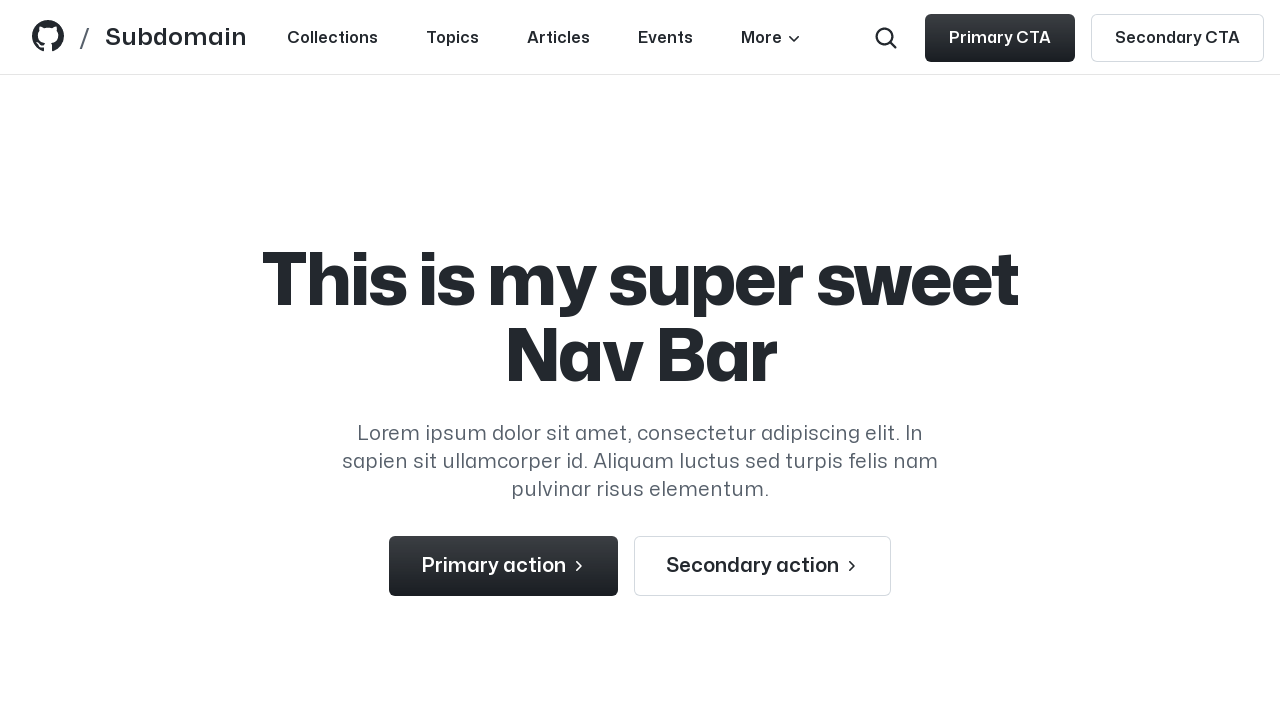 / Subdomain Collections Topics Articles Events More Primary CTA Secondary CTA
This is my super sweet
Nav Bar
Lorem ipsum dolor sit amet, consectetur adipiscing elit. In
sapien sit ullamcorper id. Aliquam luctus sed turpis felis nam
pulvinar risus elementum.
Primary action Secondary action